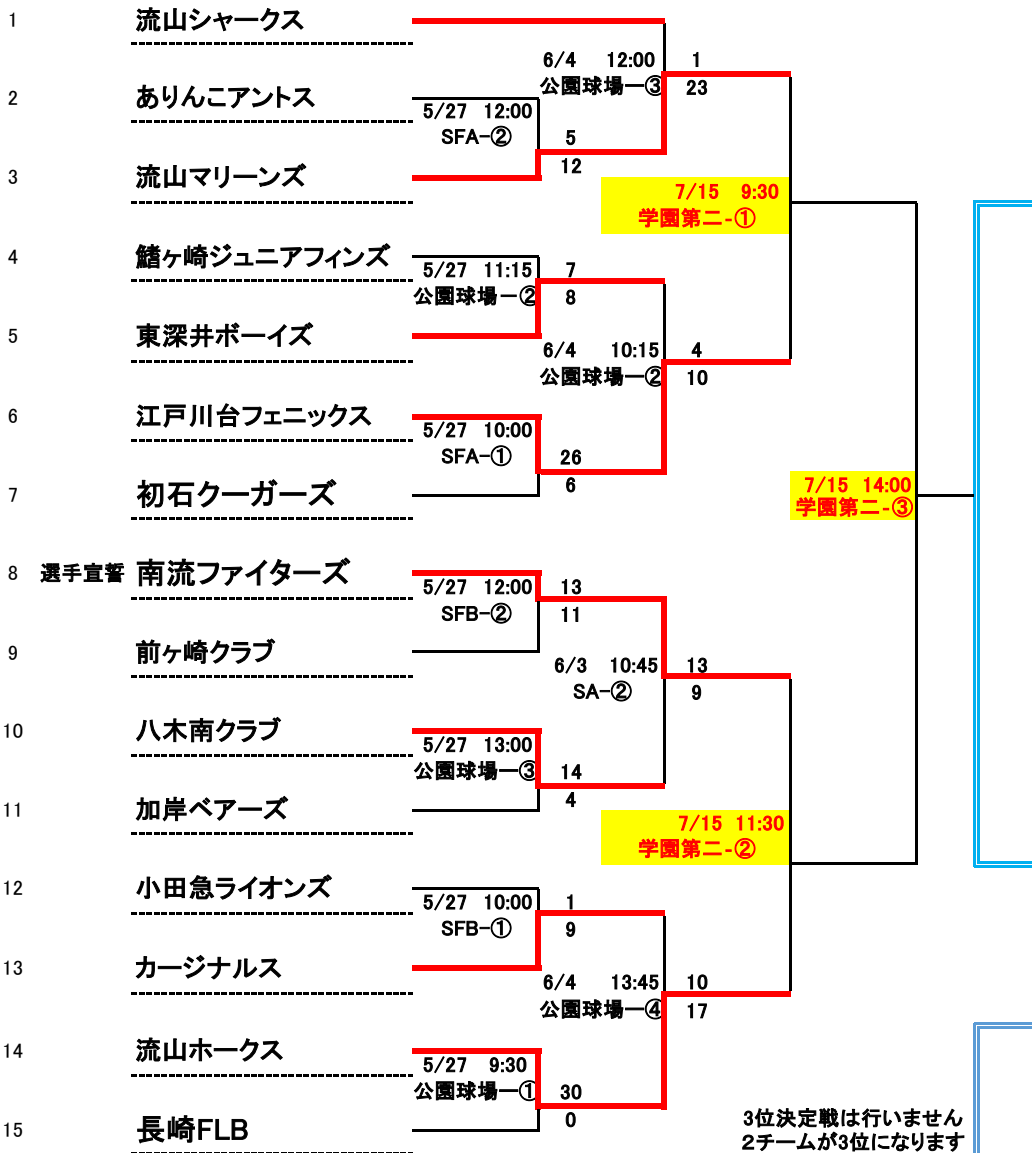 1 流山シャークス
6/4 12:00 1
公園球場ー③ 23
2 ありんこアントス
5/27 12:00
SFA-② 5
12
3 流山マリーンズ
7/15 9:30
学園第二-①
4 鰭ヶ崎ジュニアフィンズ
5/27 11:15 7
公園球場ー② 8
5 東深井ボーイズ
6/4 10:15 4
公園球場ー② 10
6 江戸川台フェニックス
5/27 10:00
SFA-① 26
6
7 初石クーガーズ
7/15 14:00
学園第二-③
8 選手宣誓 南流ファイターズ
5/27 12:00 13
SFB-② 11
9 前ヶ崎クラブ
6/3 10:45 13
SA-② 9
10 八木南クラブ
5/27 13:00
公園球場ー③ 14
4
11 加岸ベアーズ
7/15 11:30
学園第二-②
12 小田急ライオンズ
5/27 10:00 1
SFB-① 9
13 カージナルス
6/4 13:45 10
公園球場ー④ 17
14 流山ホークス
5/27 9:30
公園球場ー① 30
0
15 長崎FLB
3位決定戦は行いません
2チームが3位になります